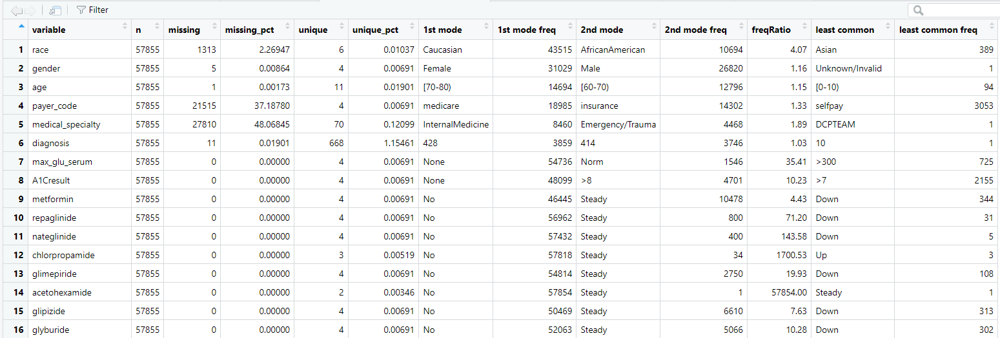 Filter
variable n missing missing_pct unique unique_pct 1st mode 1st mode freq 2nd mode 2nd mode freq freqRatio least common least common freq
1 race 57855 1313 2.26947 6 0.01037 Caucasian 43515 AfricanAmerican 10694 4.07 Asian 389
2 gender 57855 5 0.00864 4 0.00691 Female 31029 Male 26820 1.16 Unknown/Invalid 1
3 age 57855 1 0.00173 11 0.01901 [70-80) 14694 [60-70) 12796 1.15 [0-10) 94
4 payer_code 57855 21515 37.18780 4 0.00691 medicare 18985 insurance 14302 1.33 selfpay 3053
5 medical_specialty 57855 27810 48.06845 70 0.12099 InternalMedicine 8460 Emergency/Trauma 4468 1.89 DCPTEAM 1
6 diagnosis 57855 11 0.01901 668 1.15461 428 3859 414 3746 1.03 10 1
7 max_glu_serum 57855 0 0.00000 4 0.00691 None 54736 Norm 1546 35.41 >300 725
8 A1Cresult 57855 0 0.00000 4 0.00691 None 48099 >8 4701 10.23 >7 2155
9 metformin 57855 0 0.00000 4 0.00691 No 46445 Steady 10478 4.43 Down 344
10 repaglinide 57855 0 0.00000 4 0.00691 No 56962 Steady 800 71.20 Down 31
11 nateglinide 57855 0 0.00000 4 0.00691 No 57432 Steady 400 143.58 Down 5
12 chlorpropamide 57855 0 0.00000 3 0.00519 No 57818 Steady 34 1700.53 Up 3
13 glimepiride 57855 0 0.00000 4 0.00691 No 54814 Steady 2750 19.93 Down 108
14 acetohexamide 57855 0 0.00000 2 0.00346 No 57854 Steady 1 57854.00 Steady 1
15 glipizide 57855 0 0.00000 4 0.00691 No 50469 Steady 6610 7.63 Down 313
16 glyburide 57855 0 0.00000 4 0.00691 No 52063 Steady 5066 10.28 Down 302